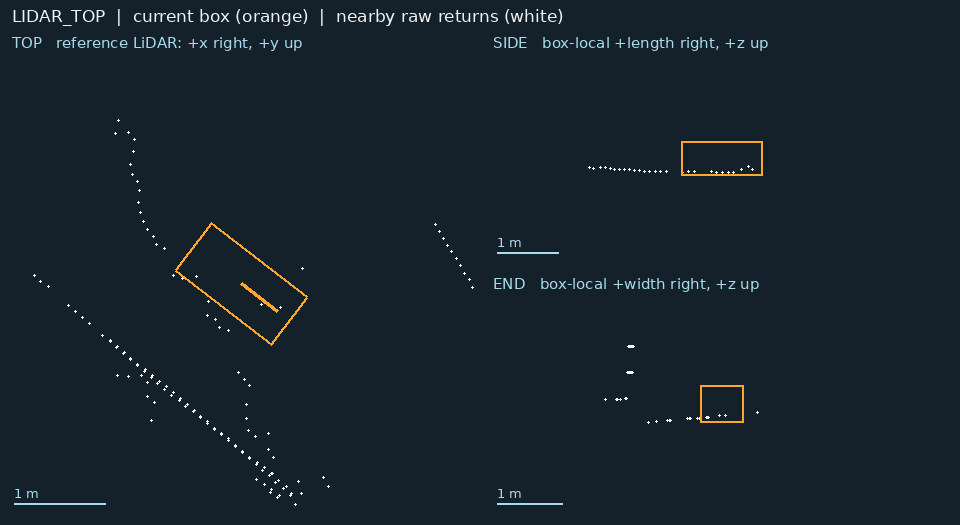 LIDAR_TOP | current box (orange) | nearby raw returns (white)
TOP reference LiDAR: +x right, +y up
SIDE box-local +length right, +z up
1 m
END box-local +width right, +z up
1 m
1 m